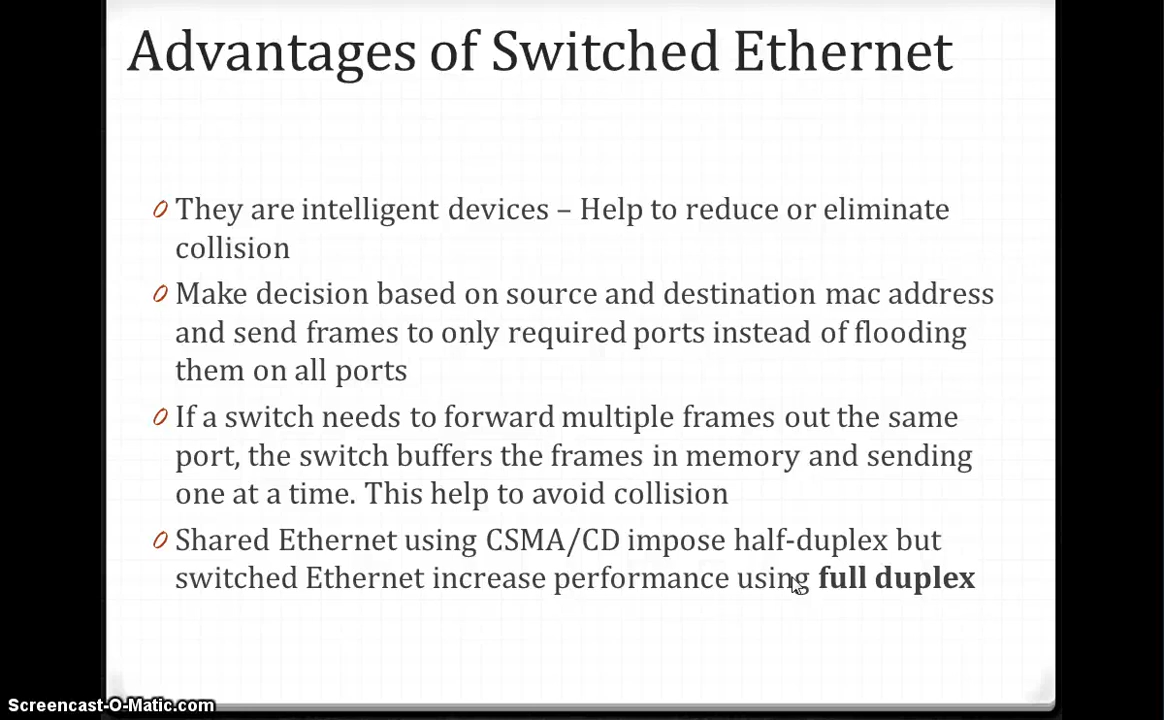 Advantages of Switched Ethernet
They are intelligent devices – Help to reduce or eliminate
collision
Make decision based on source and destination mac address
and send frames to only required ports instead of flooding
them on all ports
If a switch needs to forward multiple frames out the same
port, the switch buffers the frames in memory and sending
one at a time. This help to avoid collision
Shared Ethernet using CSMA/CD impose half-duplex but
switched Ethernet increase performance using full duplex
Screencast-O-Matic.com